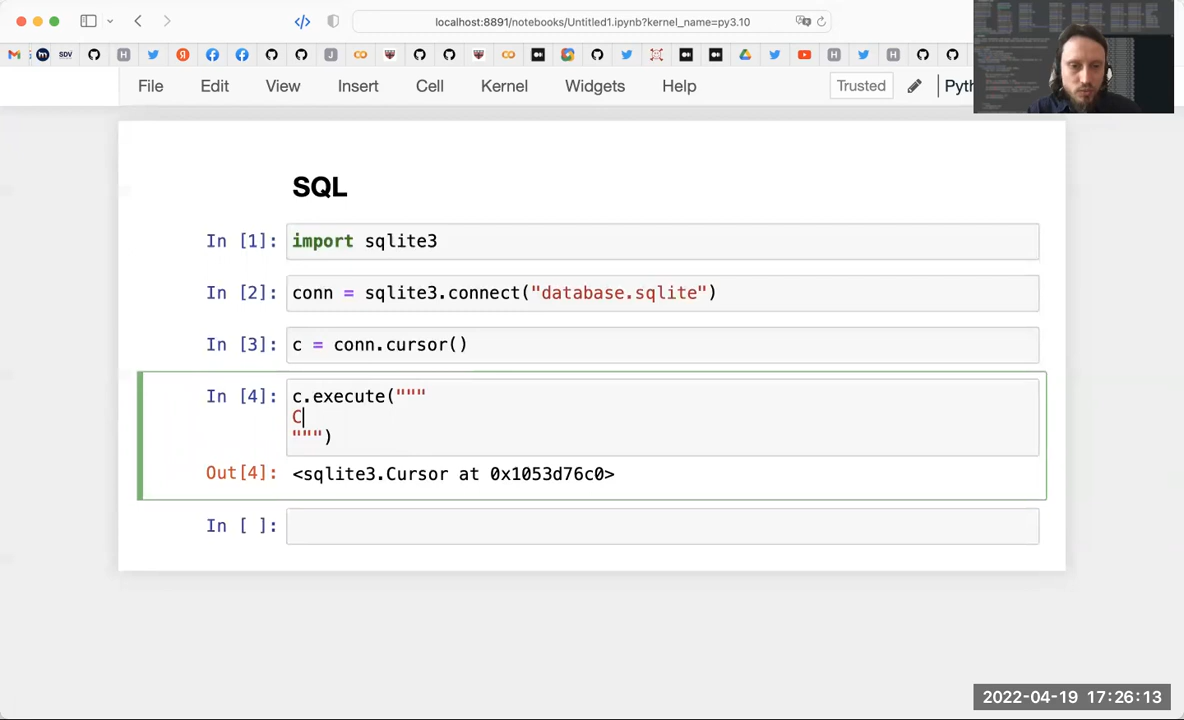 localhost:8891/notebooks/Untitled1.ipynb?kernel_name=py3.10
SDV
File Edit View Insert Cell Kernel Widgets Help Trusted Pyth
SQL
In [1]: import sqlite3
In [2]: conn = sqlite3.connect("database.sqlite")
In [3]: c = conn.cursor()
In [4]: c.execute("""
C
""")
Out[4]: <sqlite3.Cursor at 0x1053d76c0>
In [ ]:
2022-04-19 17:26:13